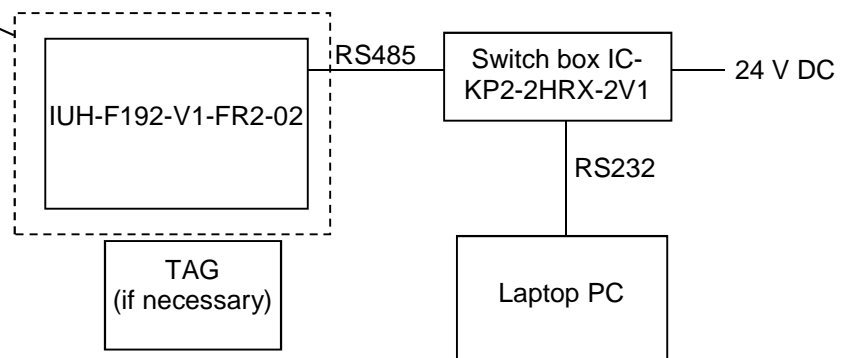 RS485
Switch box IC-
KP2-2HRX-2V1
24 V DC
IUH-F192-V1-FR2-02
RS232
TAG
(if necessary)
Laptop PC